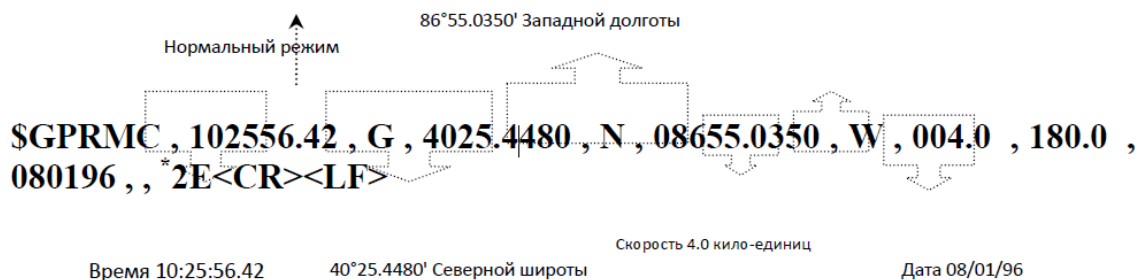 86°55.0350' Западной долготы
Нормальный режим
$GPRMC , 102556.42 , G , 4025.4480 , N , 08655.0350 , W , 004.0 , 180.0 ,
080196 , , *2E<CR><LF>
Скорость 4.0 кило-единиц
Время 10:25:56.42 40°25.4480' Северной широты Дата 08/01/96